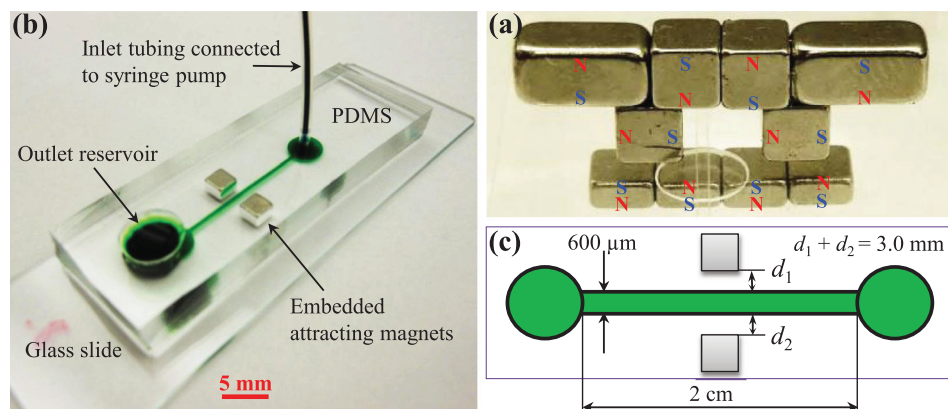 (b)
Inlet tubing connected
to syringe pump
PDMS
Outlet reservoir
Embedded
attracting magnets
Glass slide
5 mm
(a)
N S N S
S N S N
N S N S
S N S N
N S N S
(c)
600 µm
d₁ + d₂ = 3.0 mm
d₁
d₂
2 cm